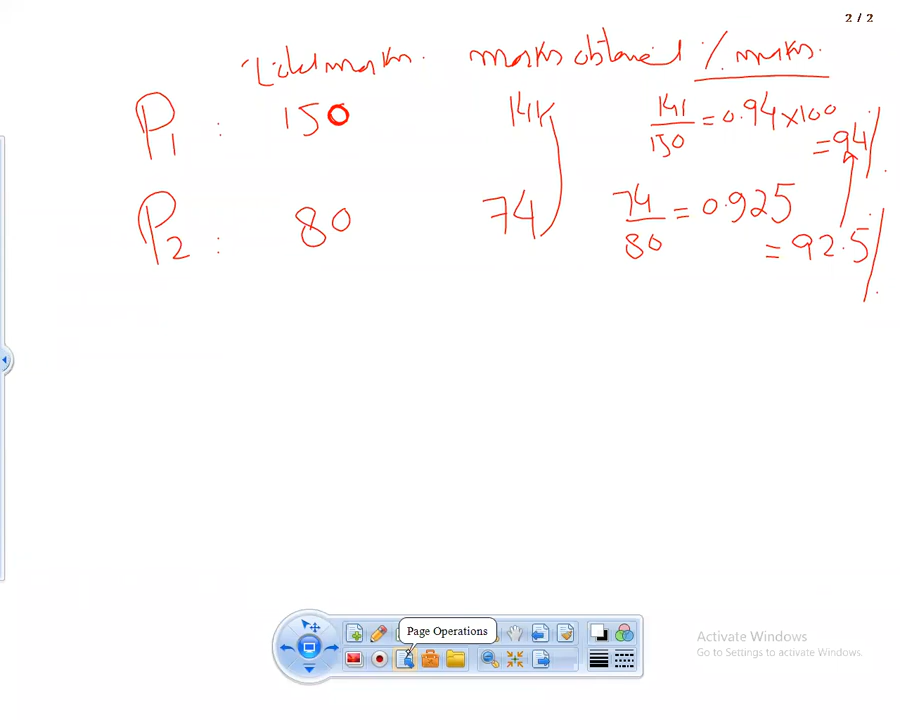 2 / 2
Total marks. marks obtained % marks.
P1 : 150 141 141/150 = 0.94 x 100
= 94 %
P2 : 80 74 74/80 = 0.925
= 92.5 %
Page Operations
Activate Windows
Go to Settings to activate Windows.